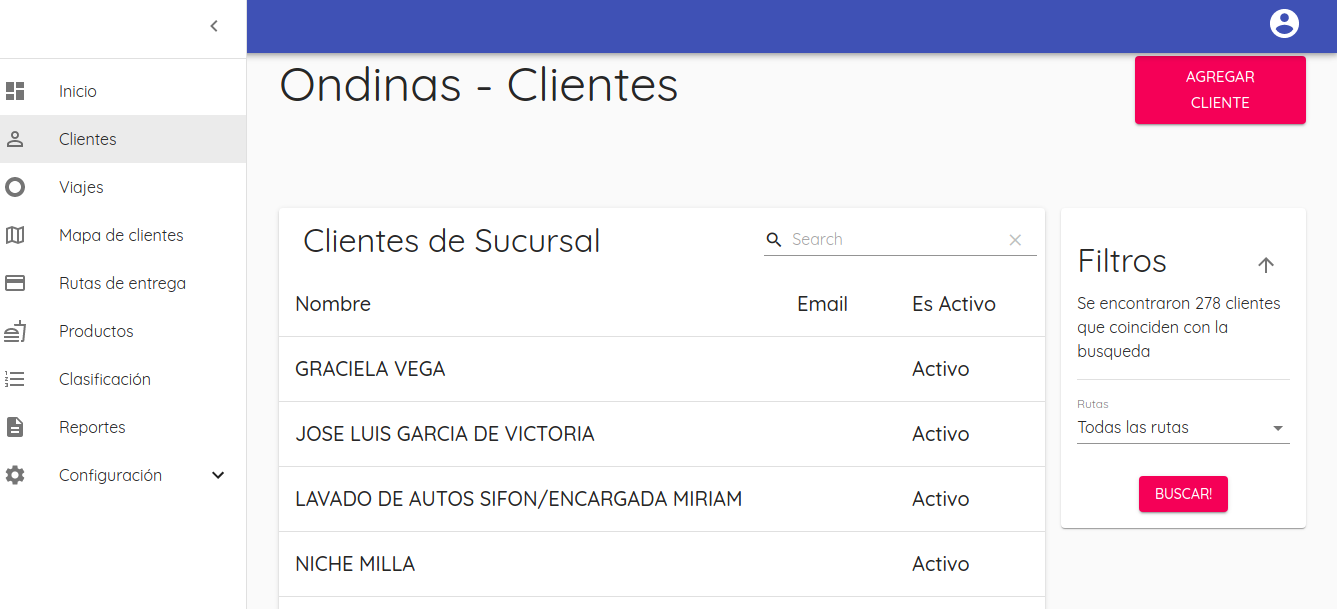 Inicio
Clientes
Viajes
Mapa de clientes
Rutas de entrega
Productos
Clasificación
Reportes
Configuración
Ondinas - Clientes
AGREGAR
CLIENTE
Clientes de Sucursal
Search
Nombre Email Es Activo
GRACIELA VEGA Activo
JOSE LUIS GARCIA DE VICTORIA Activo
LAVADO DE AUTOS SIFON/ENCARGADA MIRIAM Activo
NICHE MILLA Activo
Filtros
Se encontraron 278 clientes
que coinciden con la
busqueda
Rutas
Todas las rutas
BUSCAR!